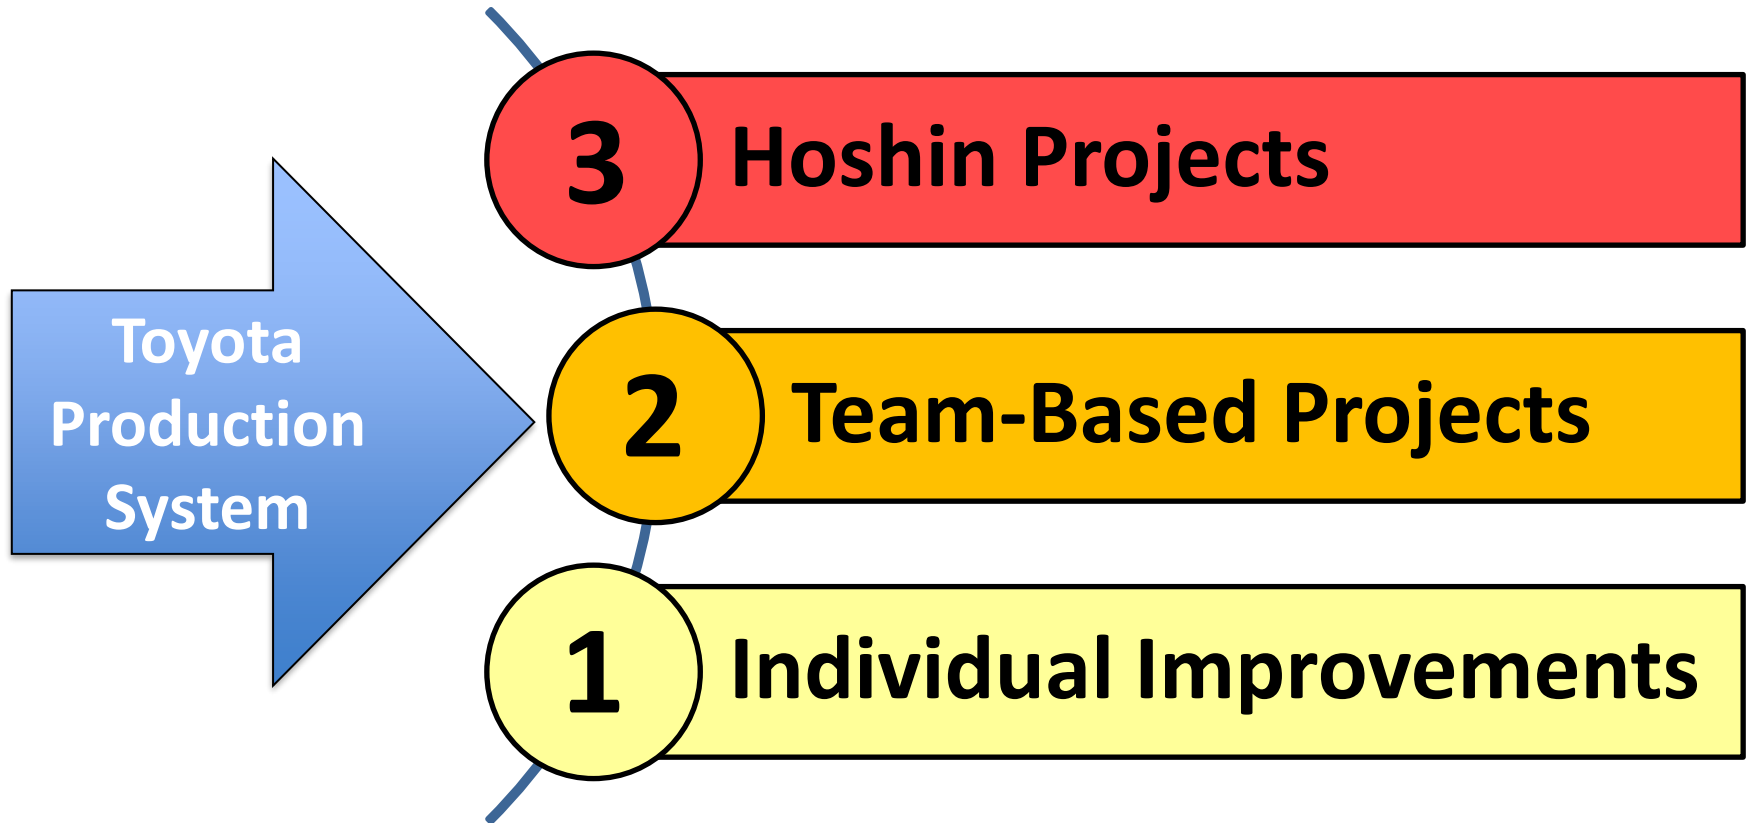 Toyota
Production
System
3
Hoshin Projects
2
Team-Based Projects
1
Individual Improvements